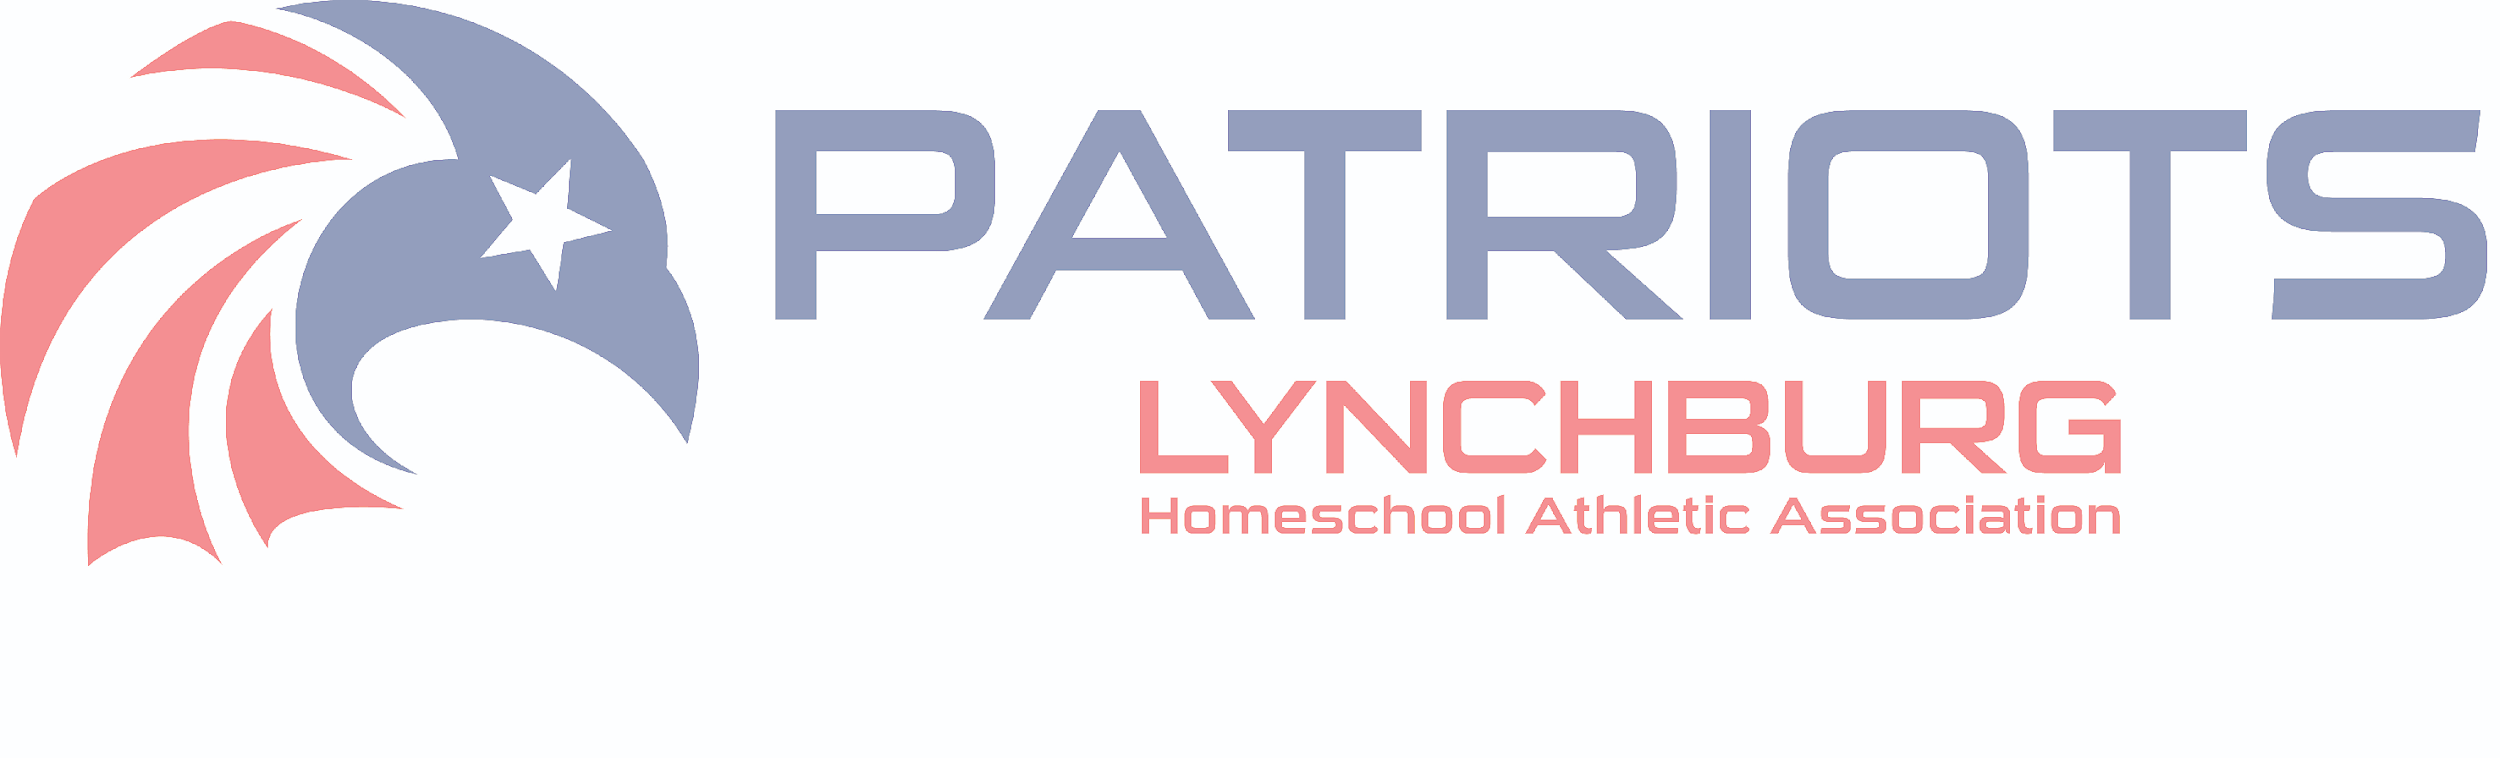 PATRIOTS
LYNCHBURG
Homeschool Athletic Association